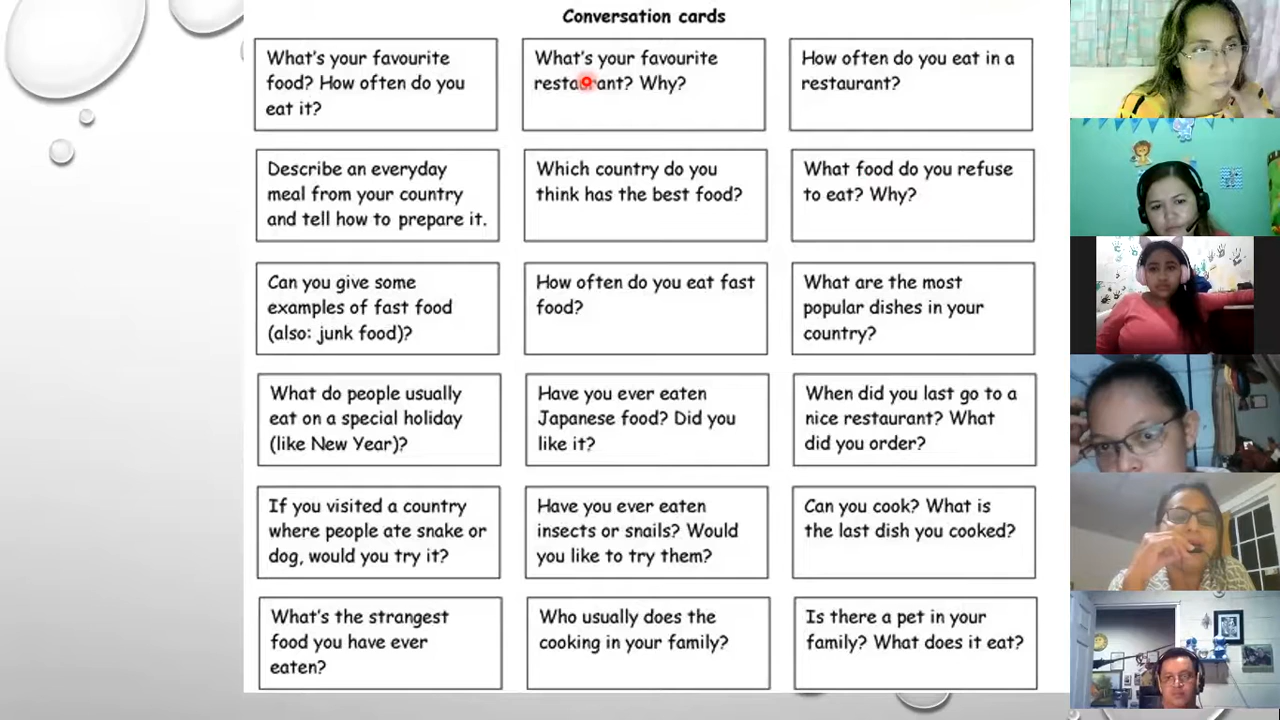 Conversation cards
What's your favourite
food? How often do you
eat it?
What's your favourite
restaurant? Why?
How often do you eat in a
restaurant?
Describe an everyday
meal from your country
and tell how to prepare it.
Which country do you
think has the best food?
What food do you refuse
to eat? Why?
Can you give some
examples of fast food
(also: junk food)?
How often do you eat fast
food?
What are the most
popular dishes in your
country?
What do people usually
eat on a special holiday
(like New Year)?
Have you ever eaten
Japanese food? Did you
like it?
When did you last go to a
nice restaurant? What
did you order?
If you visited a country
where people ate snake or
dog, would you try it?
Have you ever eaten
insects or snails? Would
you like to try them?
Can you cook? What is
the last dish you cooked?
What's the strangest
food you have ever
eaten?
Who usually does the
cooking in your family?
Is there a pet in your
family? What does it eat?